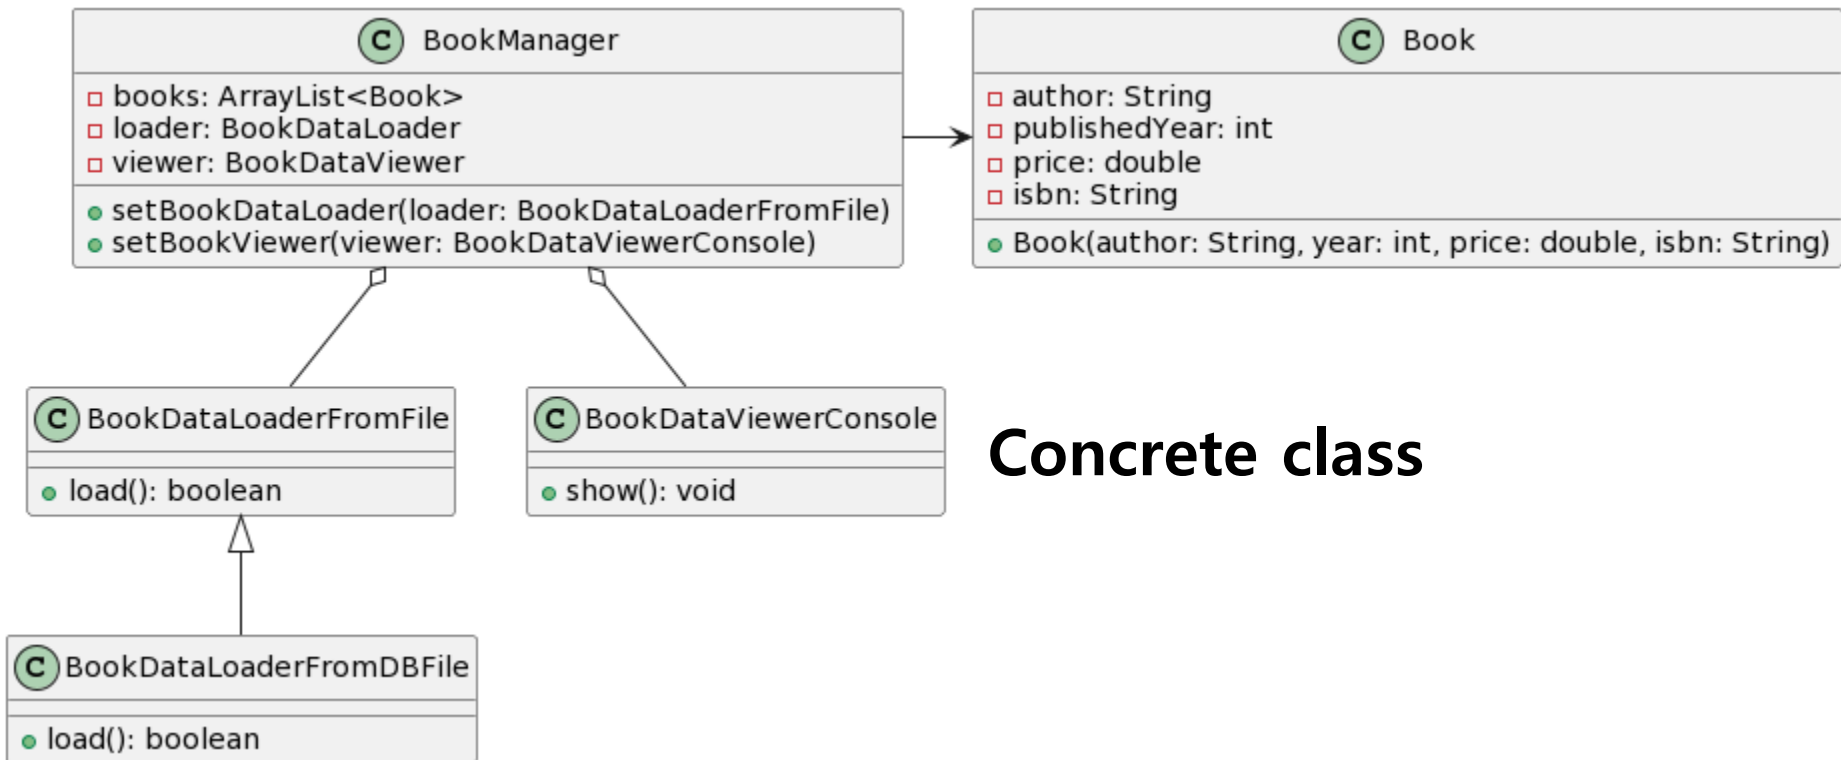 C BookManager
books: ArrayList<Book>
loader: BookDataLoader
viewer: BookDataViewer
setBookDataLoader(loader: BookDataLoaderFromFile)
setBookViewer(viewer: BookDataViewerConsole)
C Book
author: String
publishedYear: int
price: double
isbn: String
Book(author: String, year: int, price: double, isbn: String)
C BookDataLoaderFromFile
load(): boolean
C BookDataViewerConsole
show(): void
Concrete class
C BookDataLoaderFromDBFile
load(): boolean